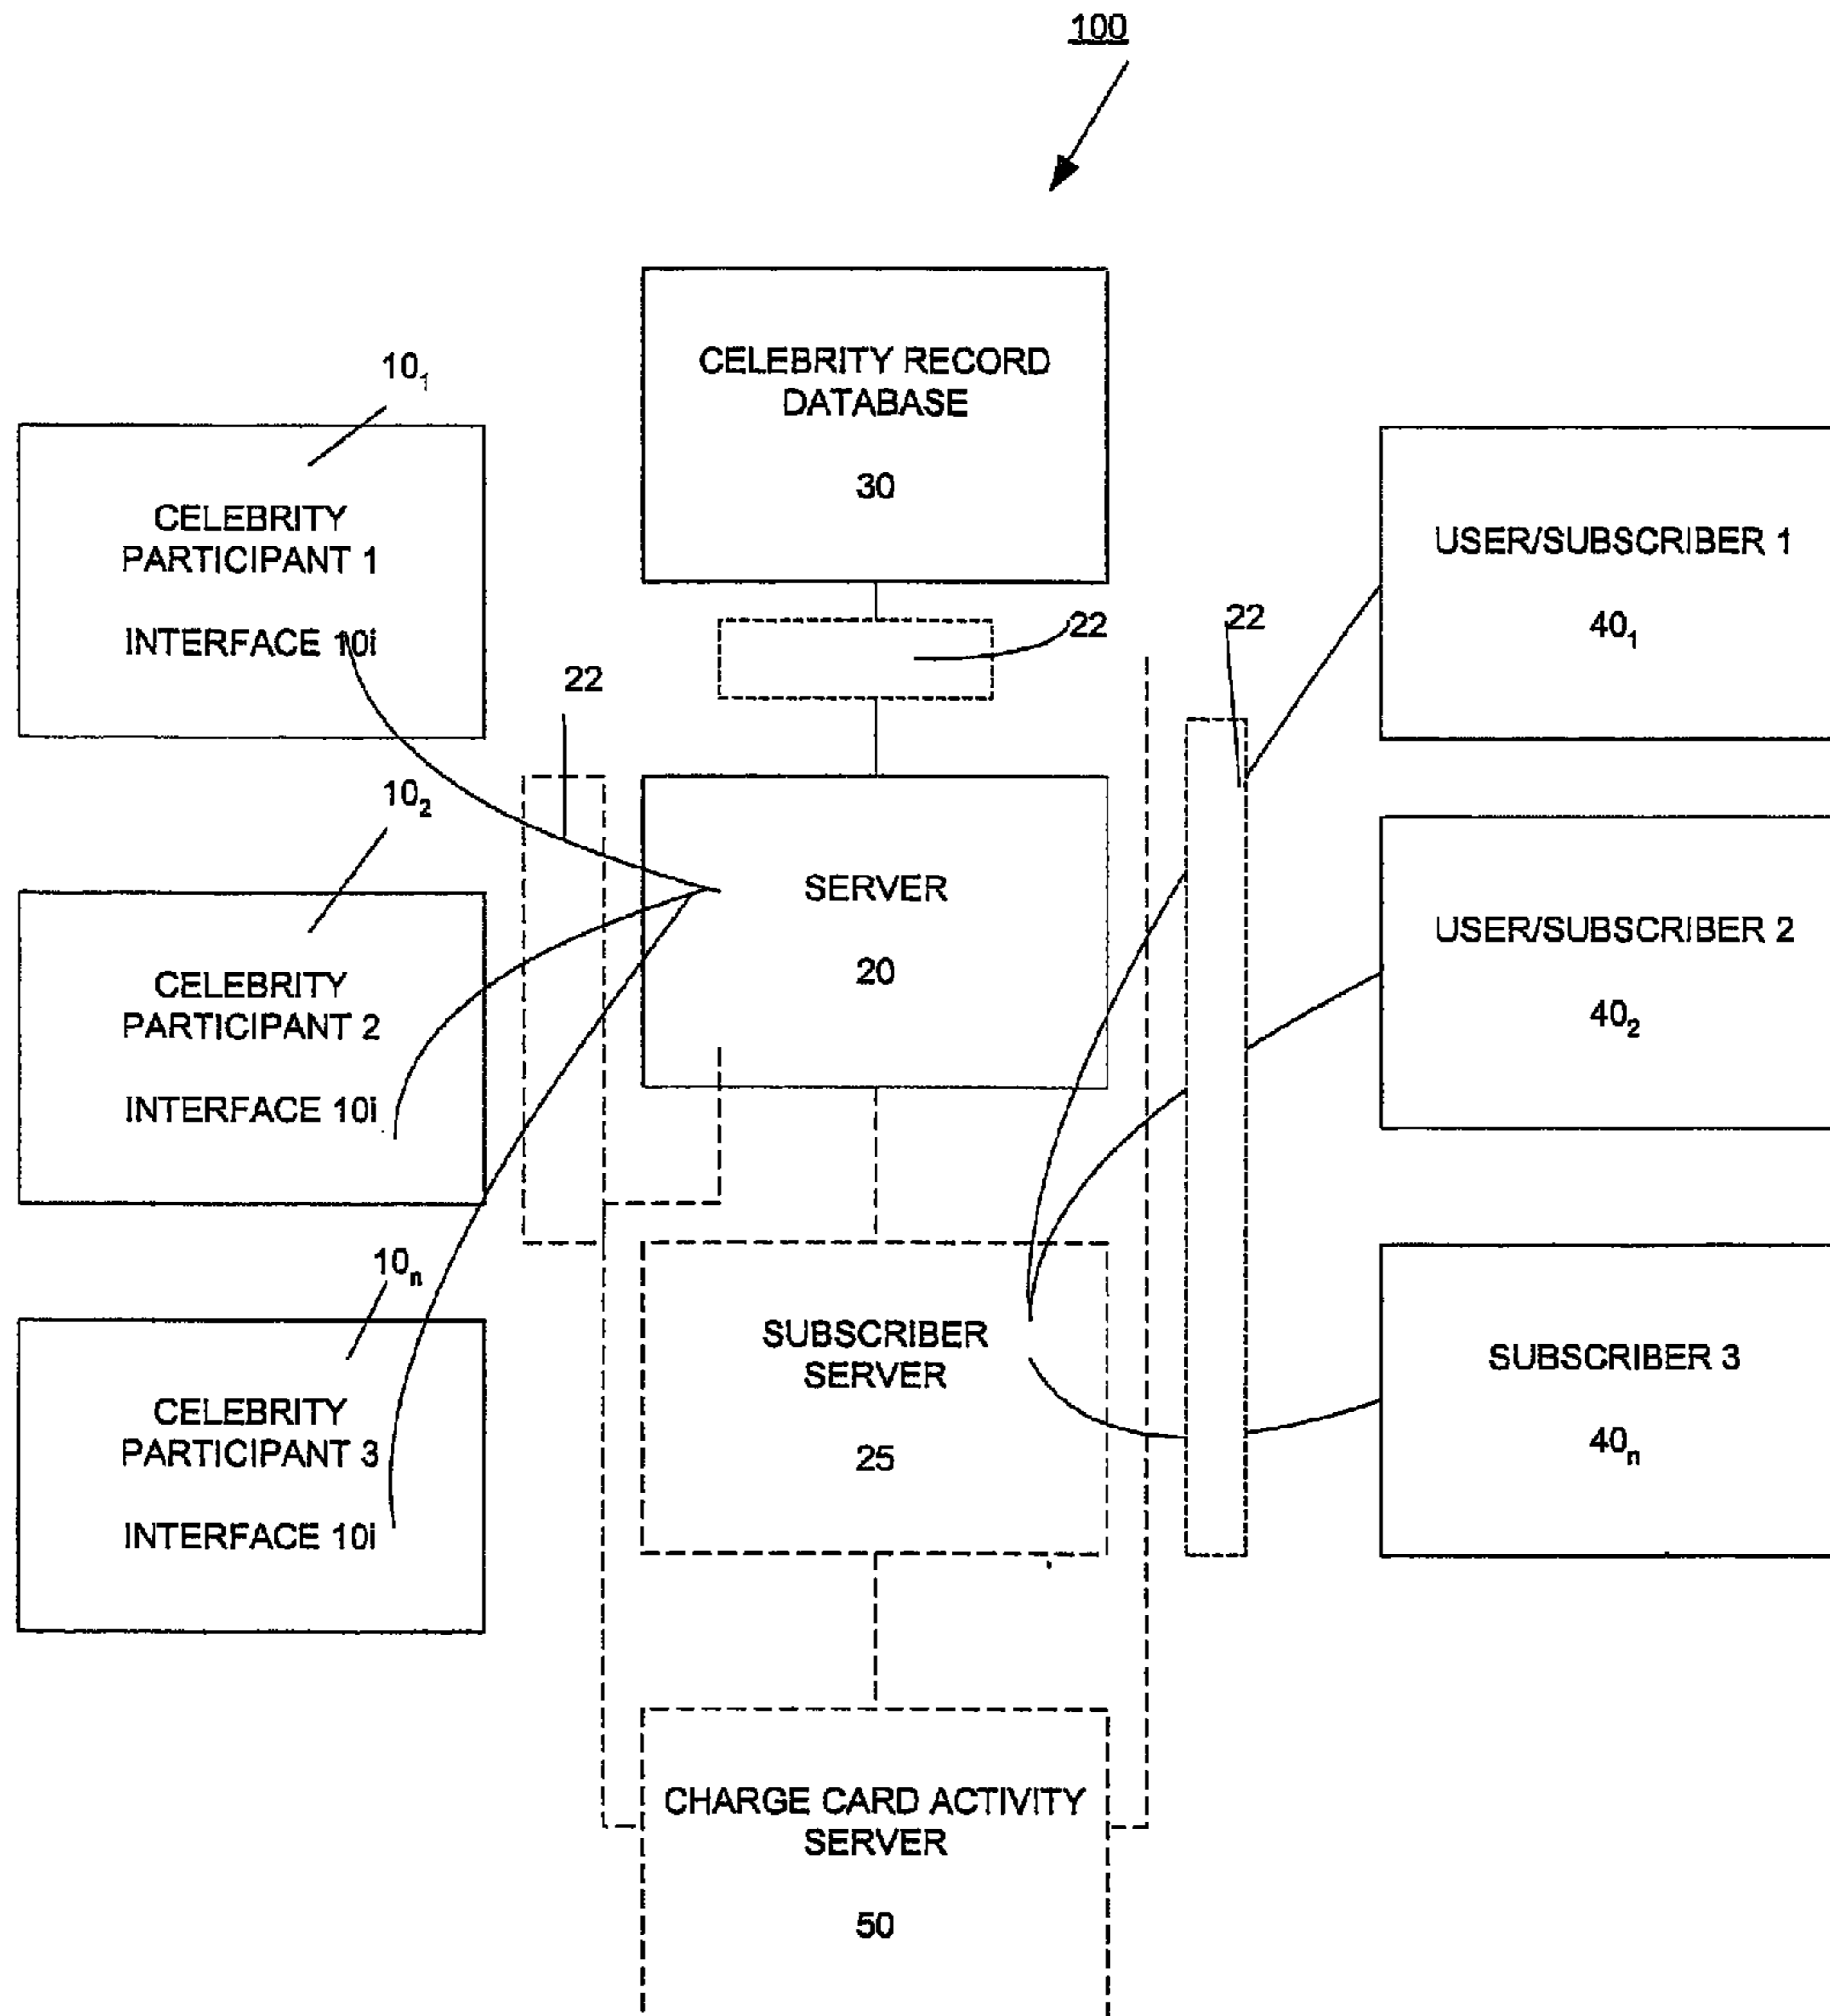 100
CELEBRITY RECORD
DATABASE
30
10₁
CELEBRITY
PARTICIPANT 1
INTERFACE 10i
22
22
22
USER/SUBSCRIBER 1
40₁
10₂
CELEBRITY
PARTICIPANT 2
INTERFACE 10i
SERVER
20
USER/SUBSCRIBER 2
40₂
10ₙ
CELEBRITY
PARTICIPANT 3
INTERFACE 10i
SUBSCRIBER
SERVER
25
SUBSCRIBER 3
40ₙ
CHARGE CARD ACTIVITY
SERVER
50